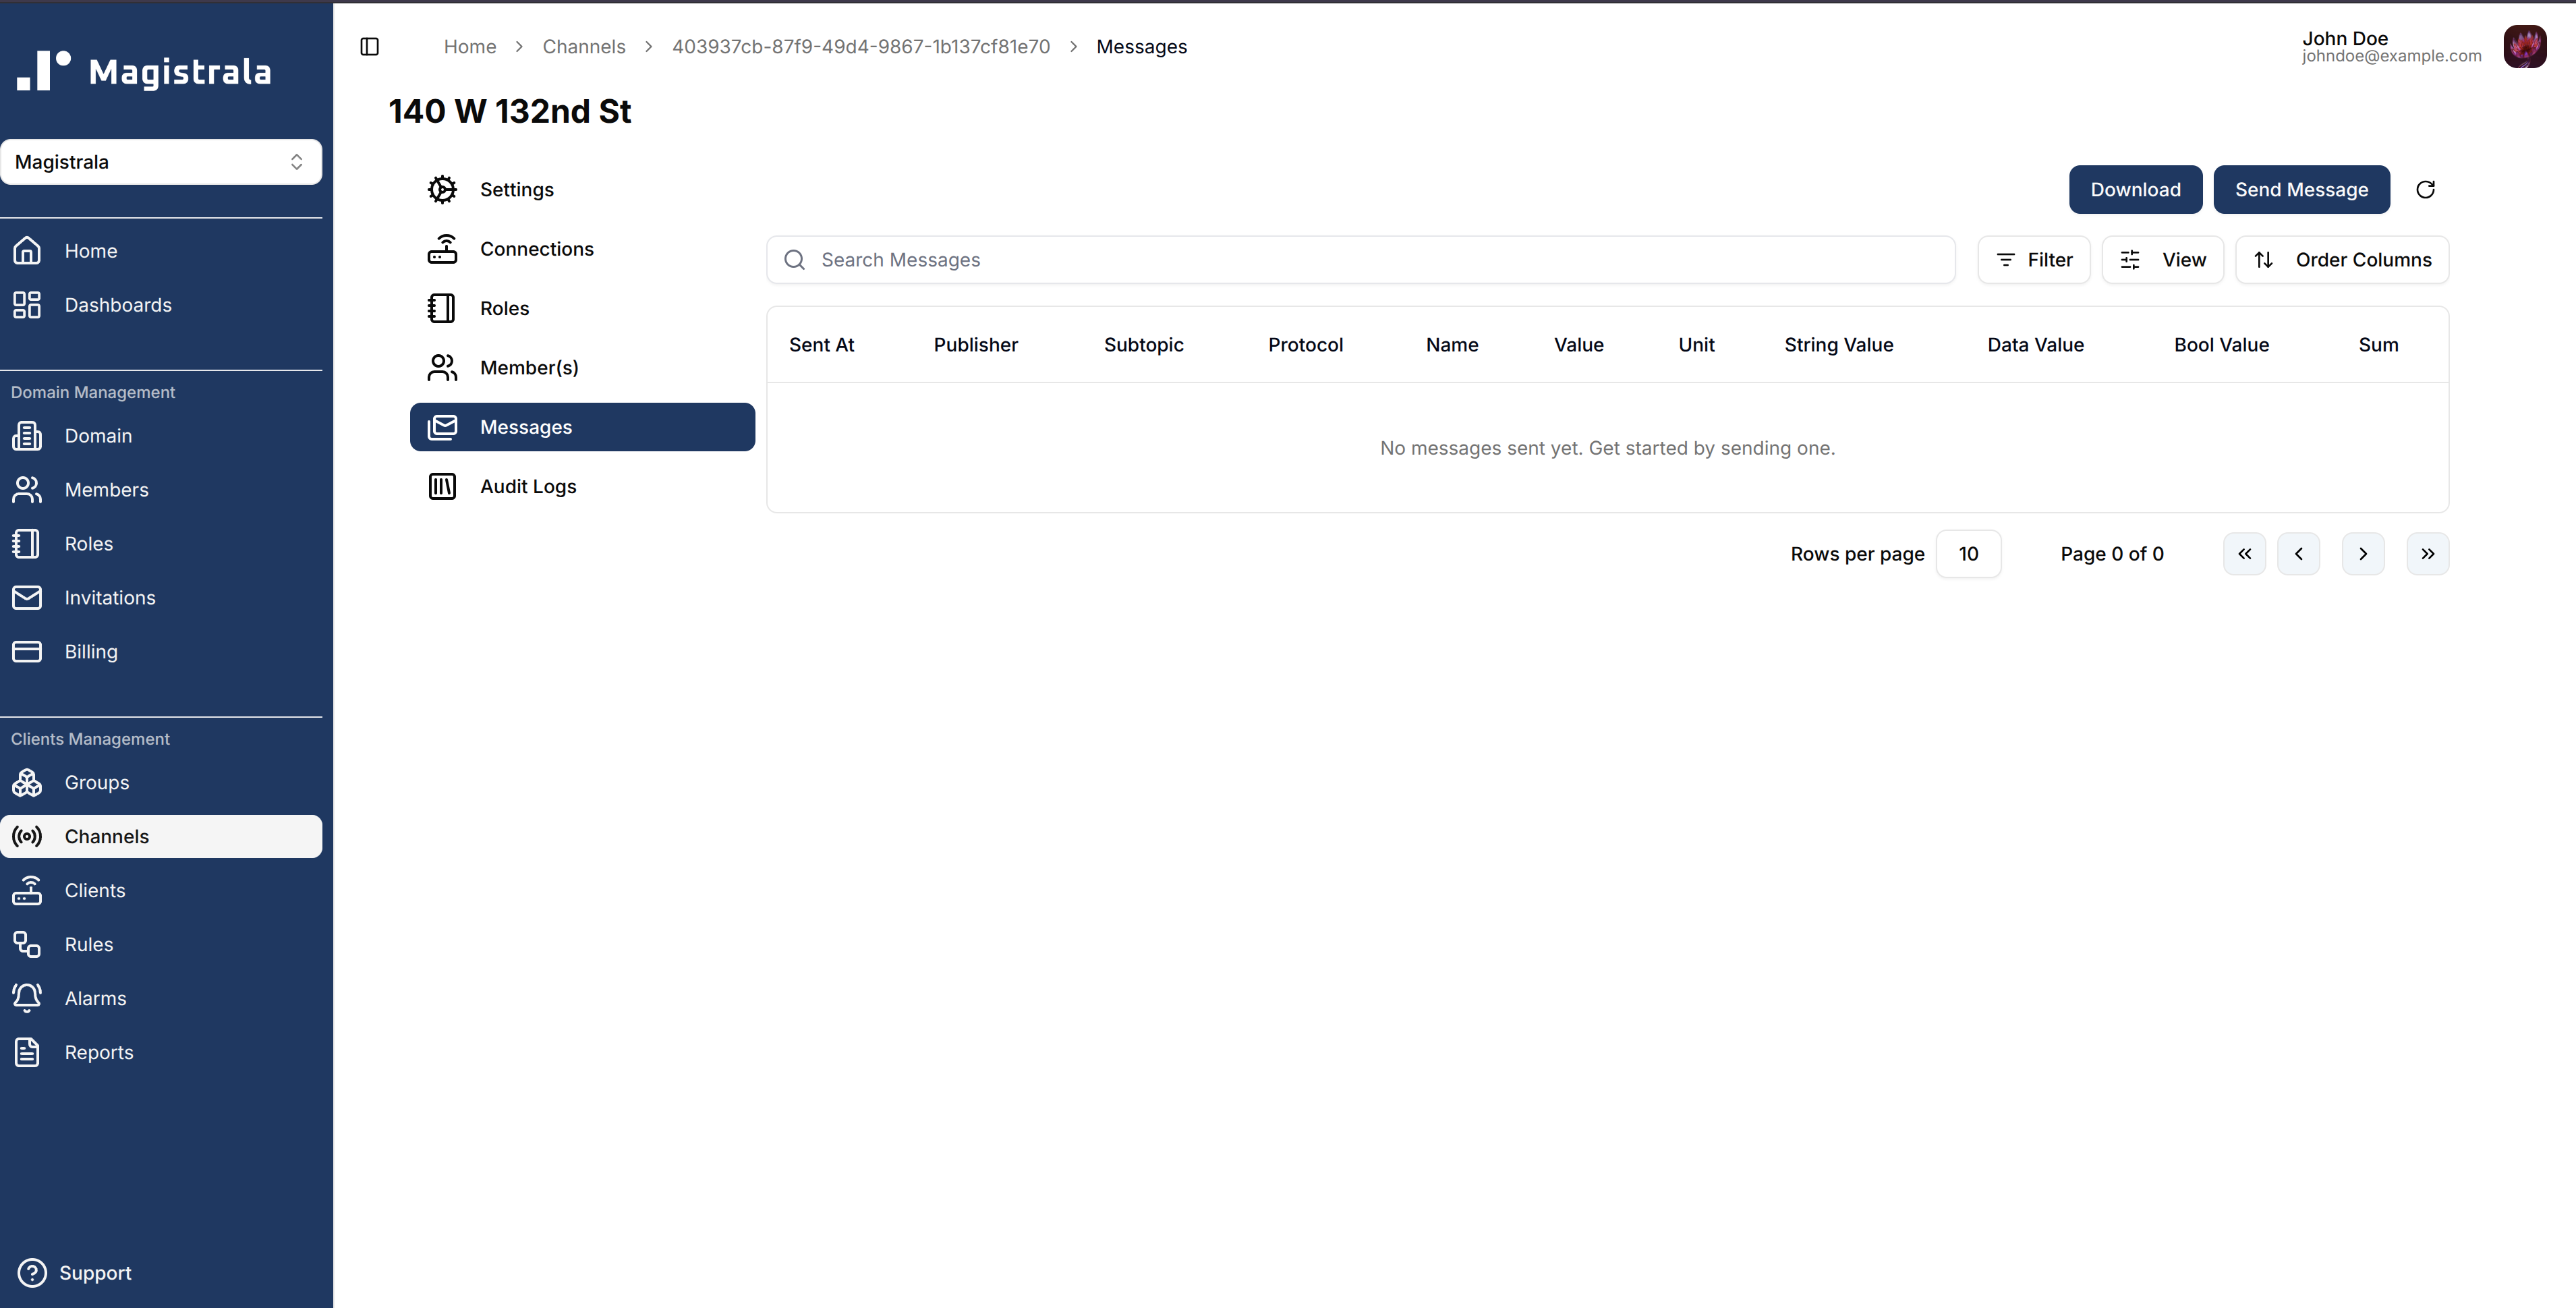 Magistrala
Magistrala
Home
Dashboards
Domain Management
Domain
Members
Roles
Invitations
Billing
Clients Management
Groups
Channels
Clients
Rules
Alarms
Reports
Support
Home > Channels > 403937cb-87f9-49d4-9867-1b137cf81e70 > Messages
John Doe
johndoe@example.com
140 W 132nd St
Settings
Connections
Roles
Member(s)
Messages
Audit Logs
Download Send Message
Search Messages Filter View Order Columns
Sent At Publisher Subtopic Protocol Name Value Unit String Value Data Value Bool Value Sum
No messages sent yet. Get started by sending one.
Rows per page 10 Page 0 of 0